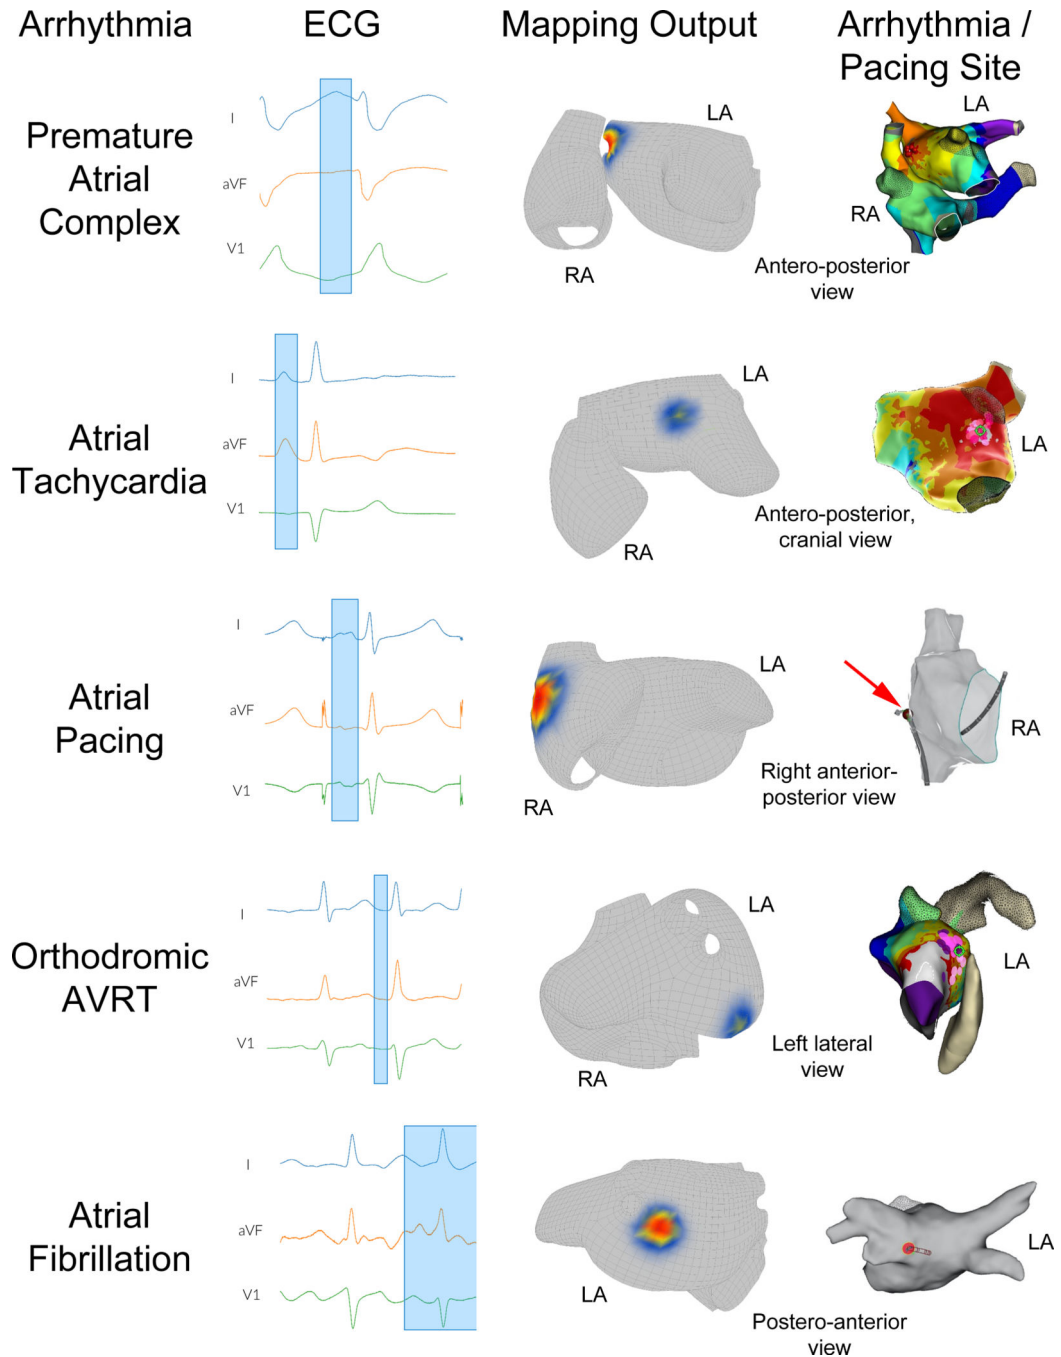 Arrhythmia
ECG
Mapping Output
Arrhythmia /
Pacing Site
Premature
Atrial
Complex
I
aVF
V1
LA
RA
LA
RA
Antero-posterior
view
Atrial
Tachycardia
I
aVF
V1
LA
RA
LA
Antero-posterior,
cranial view
Atrial
Pacing
I
aVF
V1
LA
RA
RA
Right anterior-
posterior view
Orthodromic
AVRT
I
aVF
V1
LA
RA
LA
Left lateral
view
Atrial
Fibrillation
I
aVF
V1
LA
LA
Postero-anterior
view